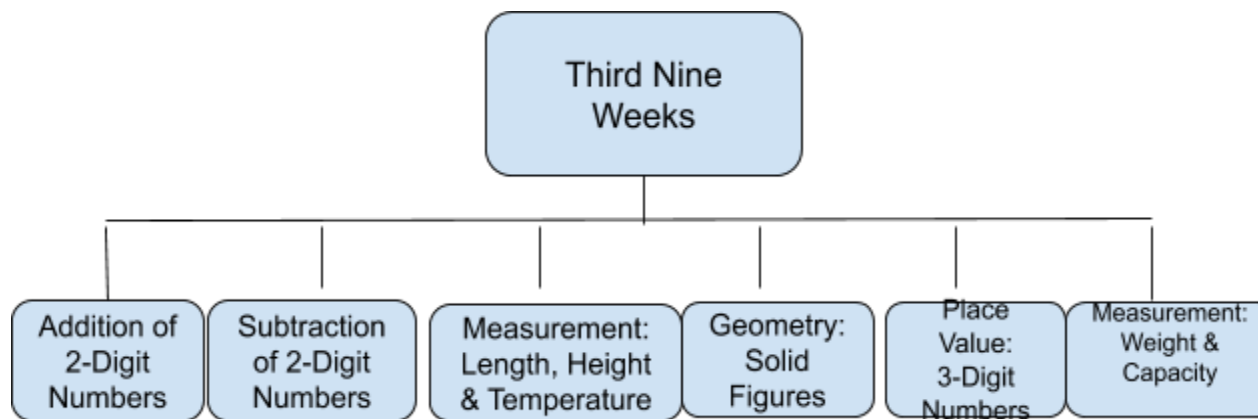 Third Nine
Weeks
Addition of
2-Digit
Numbers
Subtraction
of 2-Digit
Numbers
Measurement:
Length, Height
& Temperature
Geometry:
Solid
Figures
Place
Value:
3-Digit
Numbers
Measurement:
Weight &
Capacity